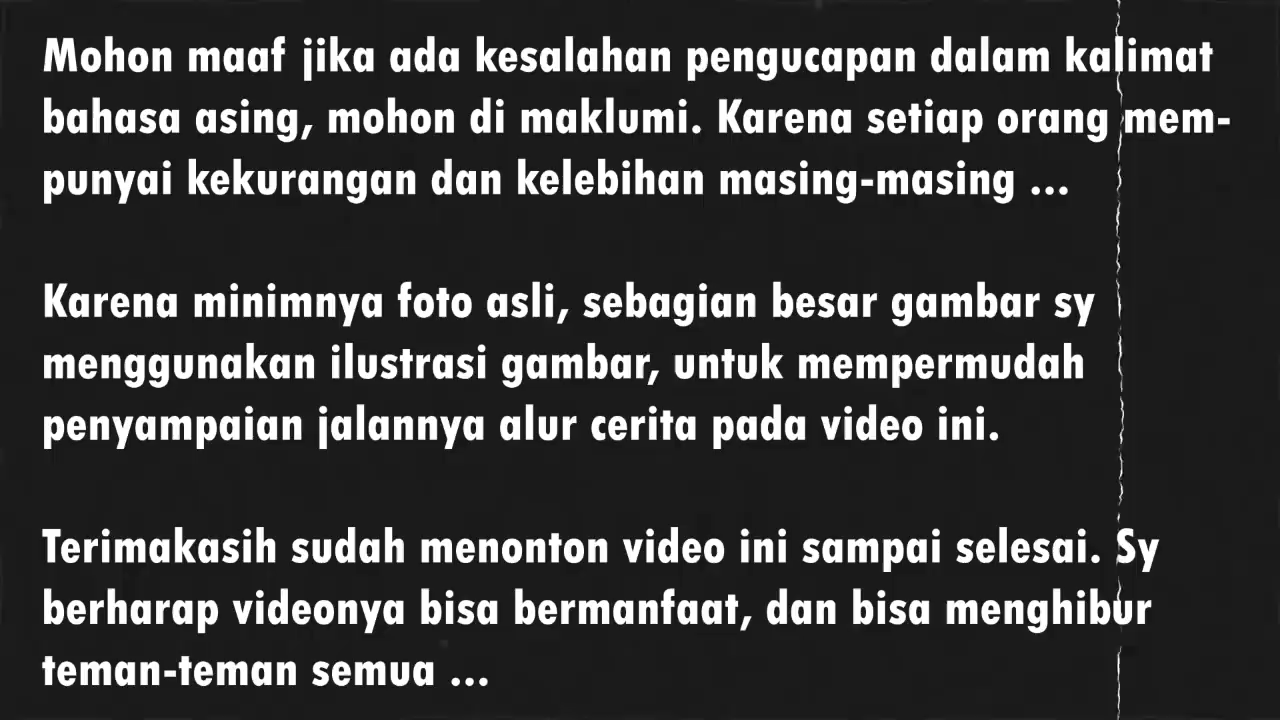 Mohon maaf jika ada kesalahan pengucapan dalam kalimat
bahasa asing, mohon di maklumi. Karena setiap orang mem-
punyai kekurangan dan kelebihan masing-masing ...
Karena minimnya foto asli, sebagian besar gambar sy
menggunakan ilustrasi gambar, untuk mempermudah
penyampaian jalannya alur cerita pada video ini.
Terimakasih sudah menonton video ini sampai selesai. Sy
berharap videonya bisa bermanfaat, dan bisa menghibur
teman-teman semua ...